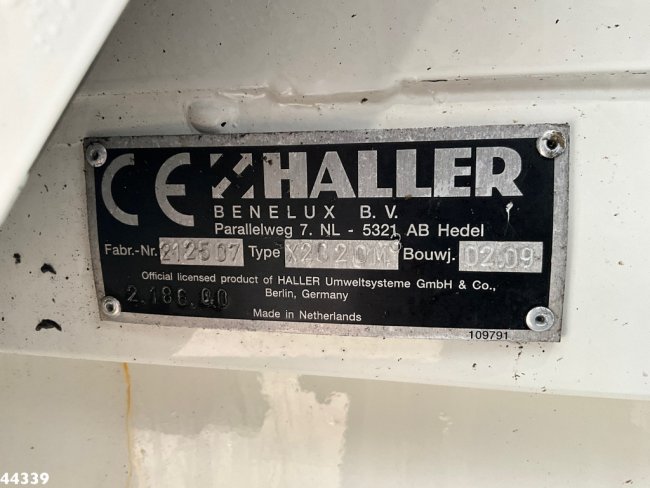 CE HALLER
BENELUX B. V.
Parallelweg 7. NL - 5321 AB Hedel
Fabr.-Nr. 212507 Type X2C20M³ Bouwj. 02.09
Official licensed product of HALLER Umweltsysteme GmbH & Co.,
Berlin, Germany
2.186.00
Made in Netherlands
109791
44339